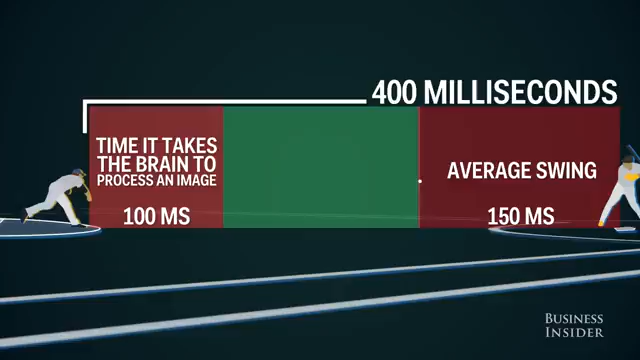 400 MILLISECONDS
TIME IT TAKES
THE BRAIN TO
PROCESS AN IMAGE
100 MS
AVERAGE SWING
150 MS
BUSINESS
INSIDER